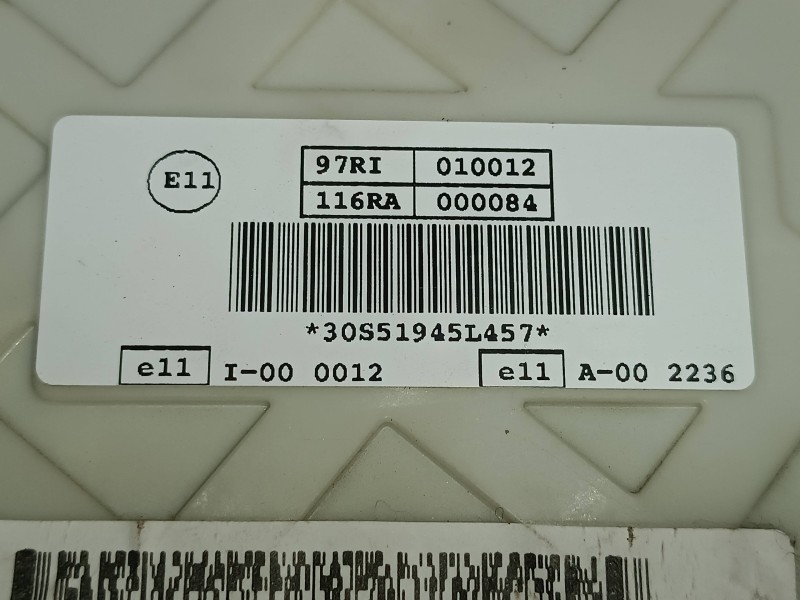 E11
97RI 010012
116RA 000084
*30S51945L457*
e11 I-00 0012 e11 A-00 2236